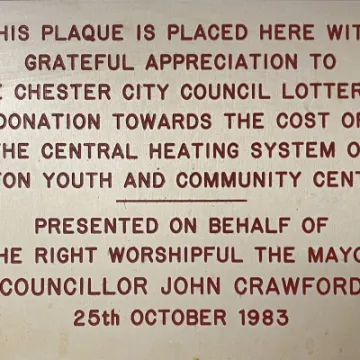 HIS PLAQUE IS PLACED HERE WIT
GRATEFUL APPRECIATION TO
E CHESTER CITY COUNCIL LOTTER
DONATION TOWARDS THE COST OF
THE CENTRAL HEATING SYSTEM O
TON YOUTH AND COMMUNITY CENT
PRESENTED ON BEHALF OF
HE RIGHT WORSHIPFUL THE MAYO
COUNCILLOR JOHN CRAWFORD
25th OCTOBER 1983